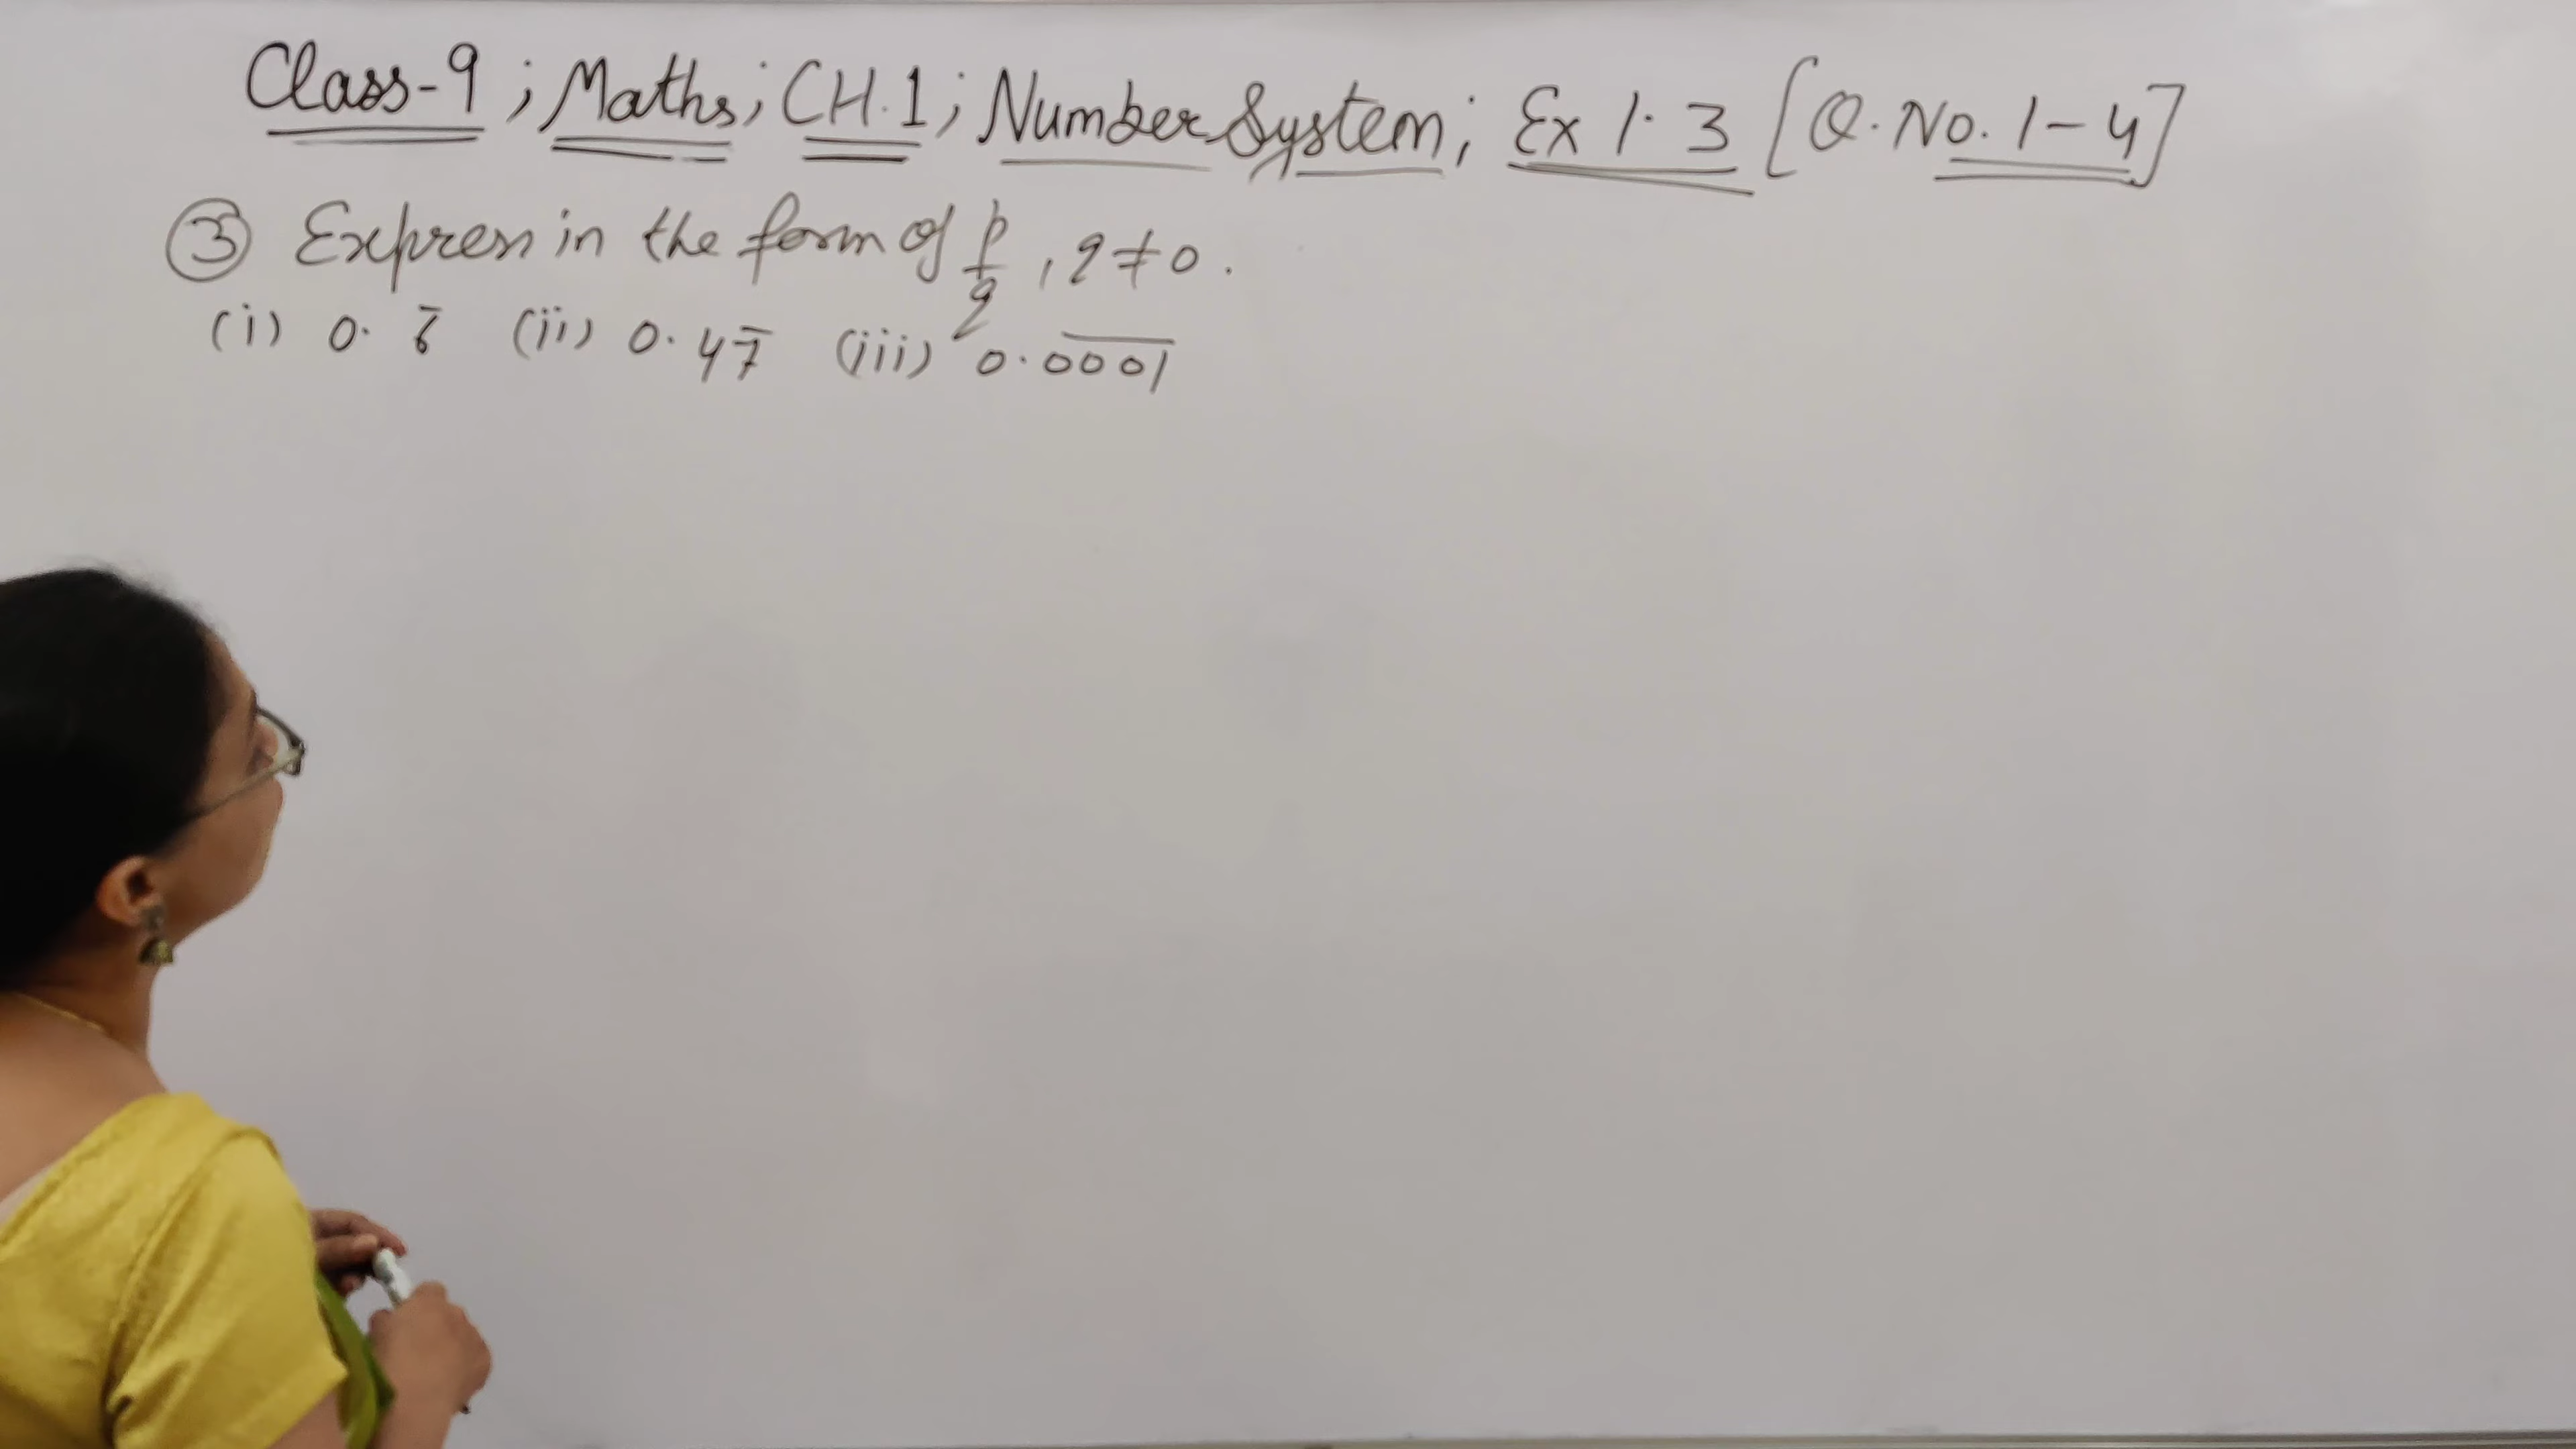 Class-9 ; Maths; CH.1; Number System; Ex 1.3 [Q. No. 1-4]
③ Express in the form of p/q, q≠0.
(i) 0.6̅ (ii) 0.47̅ (iii) 0.0̅0̅0̅1̅